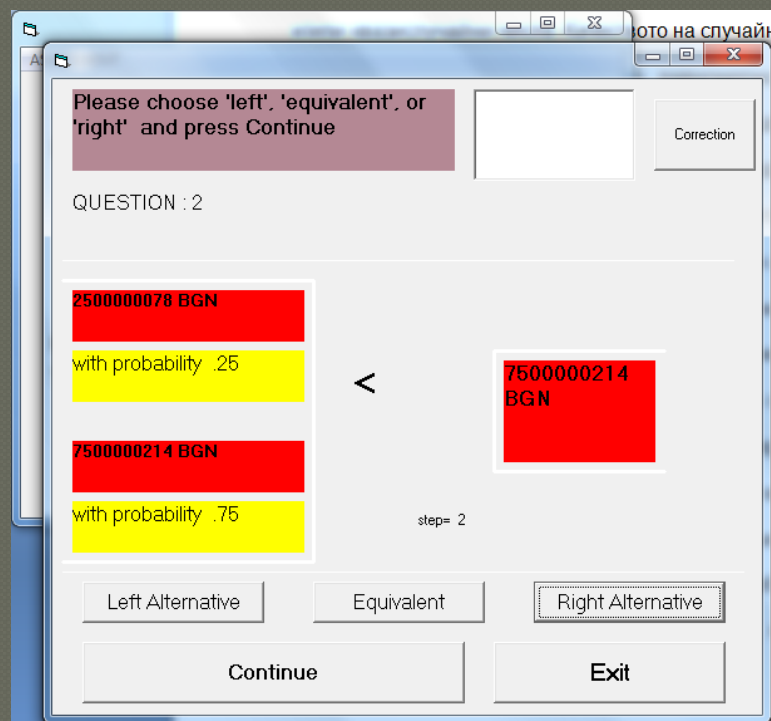 вото на случайн
Please choose 'left', 'equivalent', or
'right' and press Continue
Correction
QUESTION : 2
2500000078 BGN
with probability .25
<
7500000214
BGN
7500000214 BGN
with probability .75
step= 2
Left Alternative
Equivalent
Right Alternative
Continue
Exit